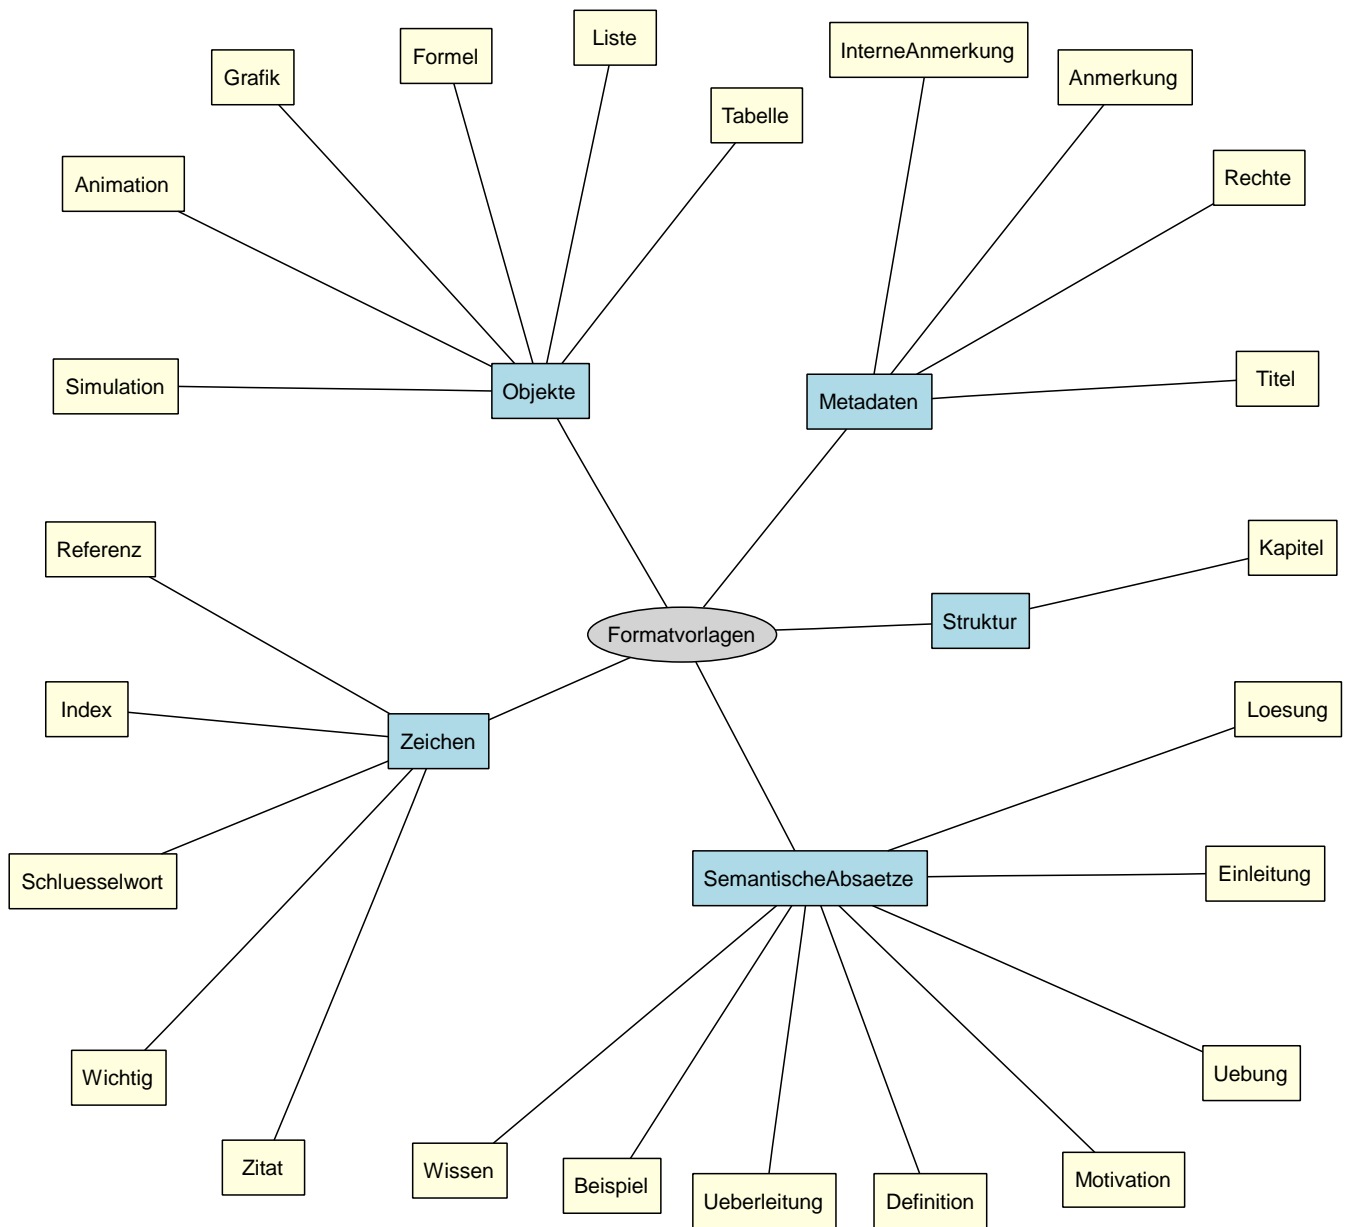 Liste
InterneAnmerkung
Formel
Grafik
Anmerkung
Tabelle
Rechte
Animation
Titel
Simulation
Objekte
Metadaten
Referenz
Kapitel
Struktur
Formatvorlagen
Index
Loesung
Zeichen
Schluesselwort
SemantischeAbsaetze
Einleitung
Wichtig
Uebung
Zitat
Wissen
Beispiel
Ueberleitung
Definition
Motivation